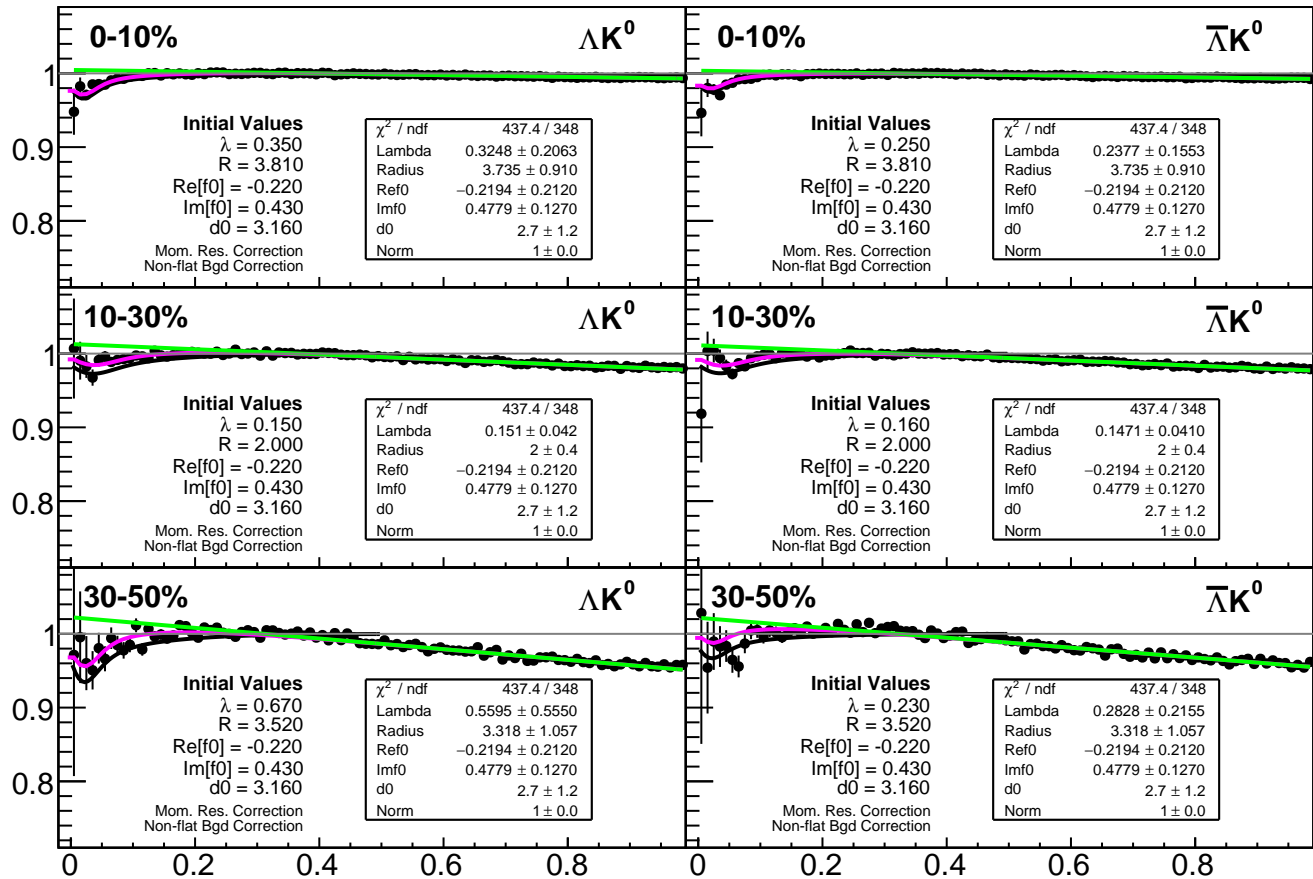 0-10% ΛK⁰
1
0.9
0.8
Initial Values
λ = 0.350
R = 3.810
Re[f0] = -0.220
Im[f0] = 0.430
d0 = 3.160
Mom. Res. Correction
Non-flat Bgd Correction
χ² / ndf 437.4 / 348
Lambda 0.3248 ± 0.2063
Radius 3.735 ± 0.910
Ref0 −0.2194 ± 0.2120
Imf0 0.4779 ± 0.1270
d0 2.7 ± 1.2
Norm 1 ± 0.0
0-10% Λ̅K⁰
Initial Values
λ = 0.250
R = 3.810
Re[f0] = -0.220
Im[f0] = 0.430
d0 = 3.160
Mom. Res. Correction
Non-flat Bgd Correction
χ² / ndf 437.4 / 348
Lambda 0.2377 ± 0.1553
Radius 3.735 ± 0.910
Ref0 −0.2194 ± 0.2120
Imf0 0.4779 ± 0.1270
d0 2.7 ± 1.2
Norm 1 ± 0.0
10-30% ΛK⁰
1
0.9
0.8
Initial Values
λ = 0.150
R = 2.000
Re[f0] = -0.220
Im[f0] = 0.430
d0 = 3.160
Mom. Res. Correction
Non-flat Bgd Correction
χ² / ndf 437.4 / 348
Lambda 0.151 ± 0.042
Radius 2 ± 0.4
Ref0 −0.2194 ± 0.2120
Imf0 0.4779 ± 0.1270
d0 2.7 ± 1.2
Norm 1 ± 0.0
10-30% Λ̅K⁰
Initial Values
λ = 0.160
R = 2.000
Re[f0] = -0.220
Im[f0] = 0.430
d0 = 3.160
Mom. Res. Correction
Non-flat Bgd Correction
χ² / ndf 437.4 / 348
Lambda 0.1471 ± 0.0410
Radius 2 ± 0.4
Ref0 −0.2194 ± 0.2120
Imf0 0.4779 ± 0.1270
d0 2.7 ± 1.2
Norm 1 ± 0.0
30-50% ΛK⁰
1
0.9
0.8
Initial Values
λ = 0.670
R = 3.520
Re[f0] = -0.220
Im[f0] = 0.430
d0 = 3.160
Mom. Res. Correction
Non-flat Bgd Correction
χ² / ndf 437.4 / 348
Lambda 0.5595 ± 0.5550
Radius 3.318 ± 1.057
Ref0 −0.2194 ± 0.2120
Imf0 0.4779 ± 0.1270
d0 2.7 ± 1.2
Norm 1 ± 0.0
30-50% Λ̅K⁰
Initial Values
λ = 0.230
R = 3.520
Re[f0] = -0.220
Im[f0] = 0.430
d0 = 3.160
Mom. Res. Correction
Non-flat Bgd Correction
χ² / ndf 437.4 / 348
Lambda 0.2828 ± 0.2155
Radius 3.318 ± 1.057
Ref0 −0.2194 ± 0.2120
Imf0 0.4779 ± 0.1270
d0 2.7 ± 1.2
Norm 1 ± 0.0
0 0.2 0.4 0.6 0.8 0 0.2 0.4 0.6 0.8